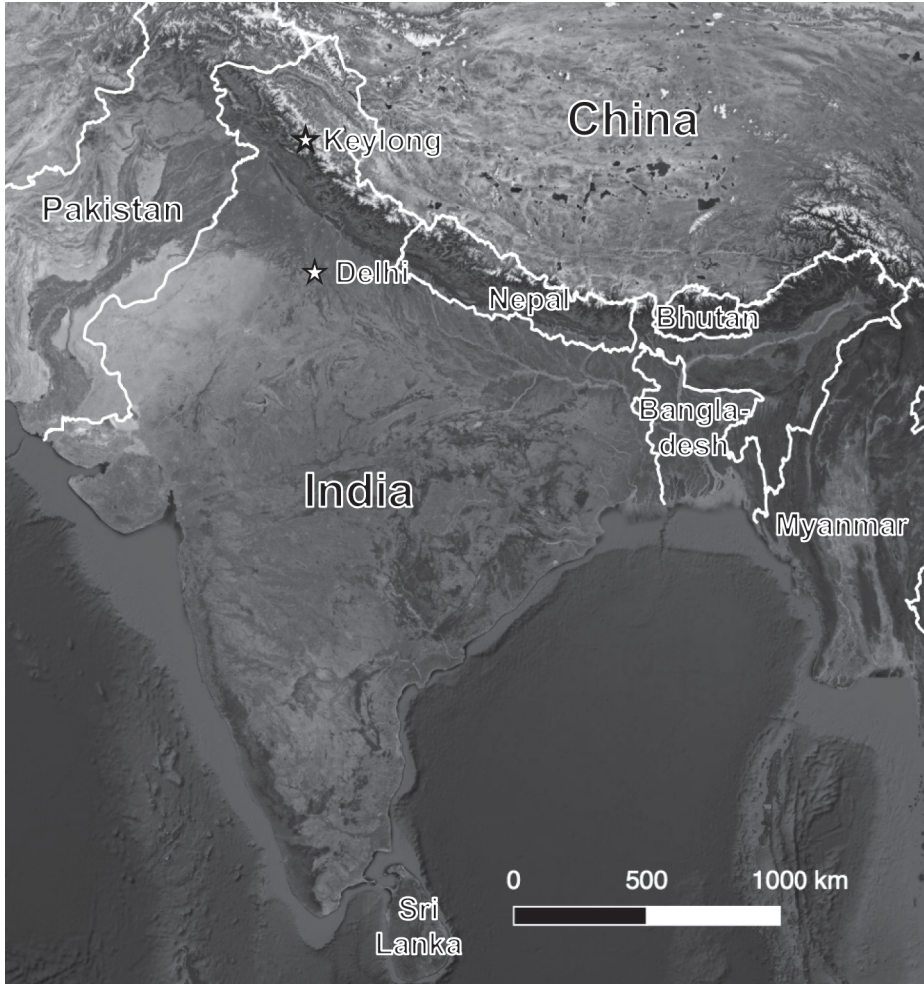 China
Keylong
Pakistan
Delhi
Nepal
Bhutan
Bangla-
desh
India
Myanmar
0 500 1000 km
Sri
Lanka